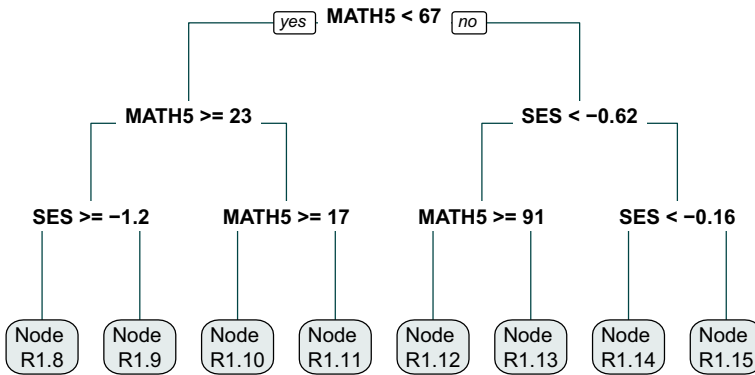 yes MATH5 < 67 no
MATH5 >= 23 SES < −0.62
SES >= −1.2 MATH5 >= 17 MATH5 >= 91 SES < −0.16
Node Node Node Node Node Node Node Node
R1.8 R1.9 R1.10 R1.11 R1.12 R1.13 R1.14 R1.15